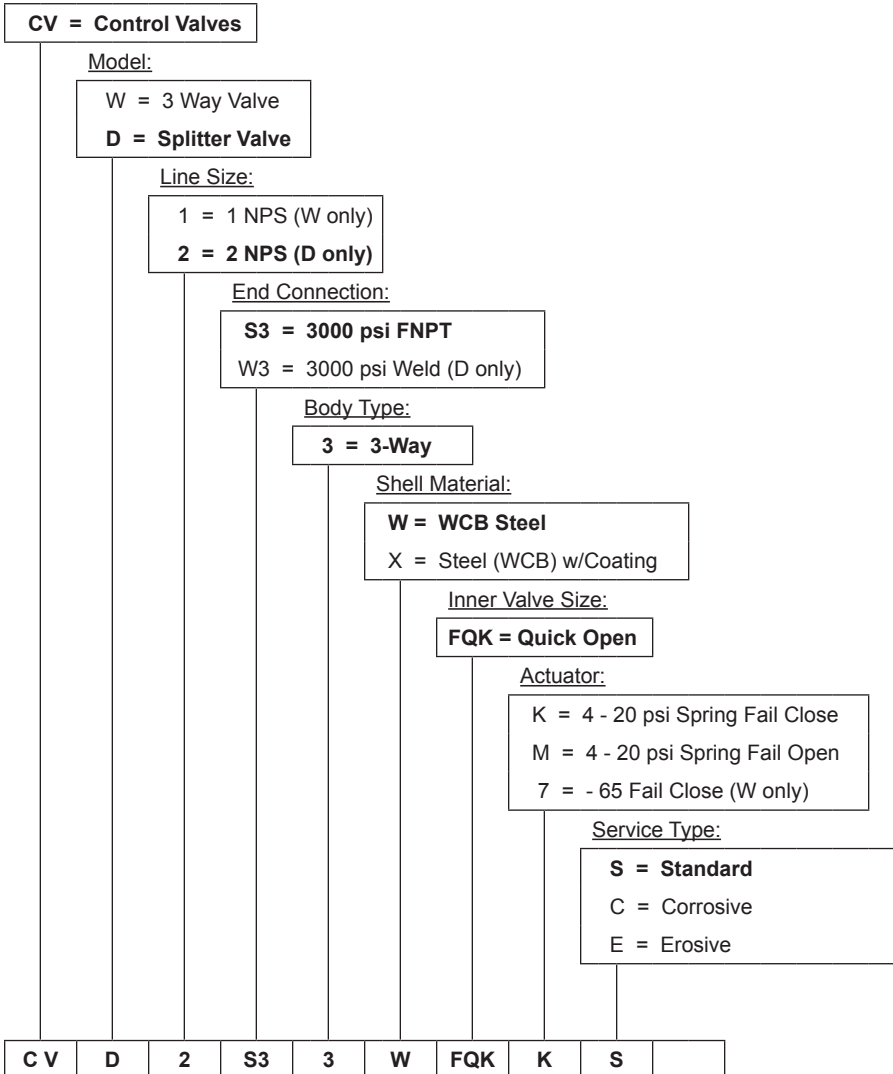 CV = Control Valves
Model:
W = 3 Way Valve
D = Splitter Valve
Line Size:
1 = 1 NPS (W only)
2 = 2 NPS (D only)
End Connection:
S3 = 3000 psi FNPT
W3 = 3000 psi Weld (D only)
Body Type:
3 = 3-Way
Shell Material:
W = WCB Steel
X = Steel (WCB) w/Coating
Inner Valve Size:
FQK = Quick Open
Actuator:
K = 4 - 20 psi Spring Fail Close
M = 4 - 20 psi Spring Fail Open
7 = - 65 Fail Close (W only)
Service Type:
S = Standard
C = Corrosive
E = Erosive
C V D 2 S3 3 W FQK K S